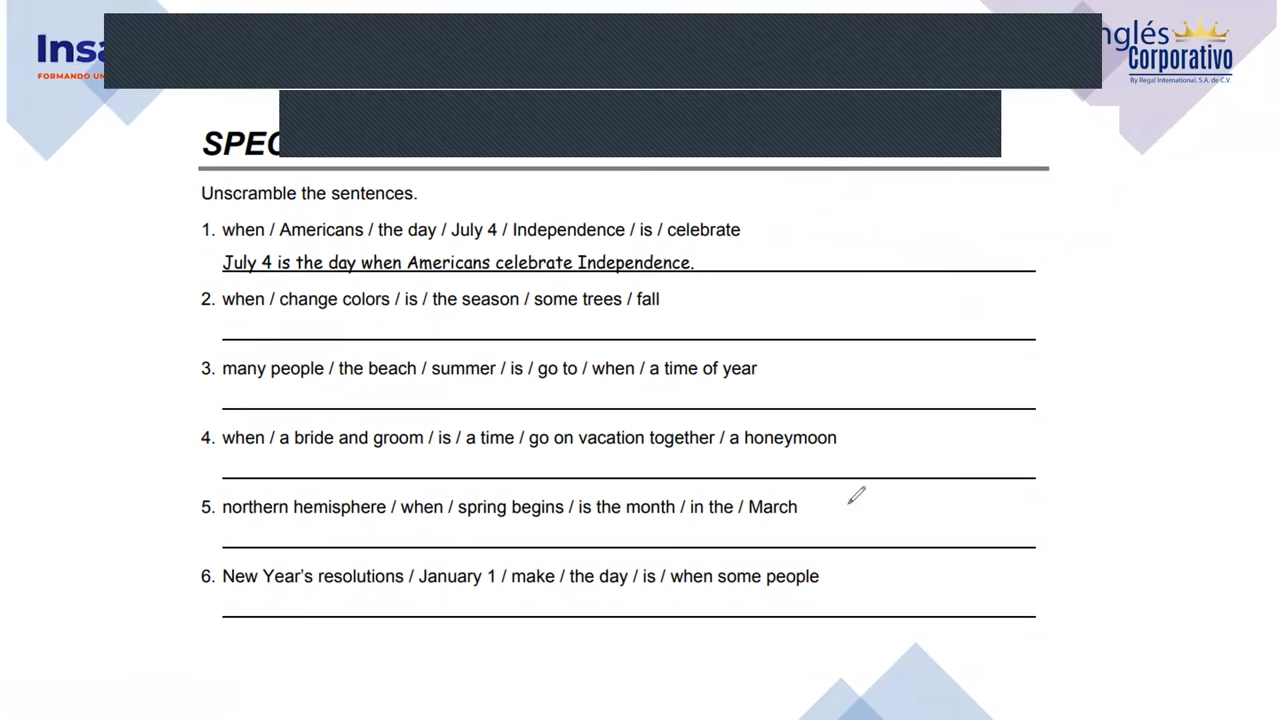 nglés
Corporativo
By Regal International, S.A. de C.V.
Unscramble the sentences.
1. when / Americans / the day / July 4 / Independence / is / celebrate
July 4 is the day when Americans celebrate Independence.
2. when / change colors / is / the season / some trees / fall
3. many people / the beach / summer / is / go to / when / a time of year
4. when / a bride and groom / is / a time / go on vacation together / a honeymoon
5. northern hemisphere / when / spring begins / is the month / in the / March
6. New Year’s resolutions / January 1 / make / the day / is / when some people